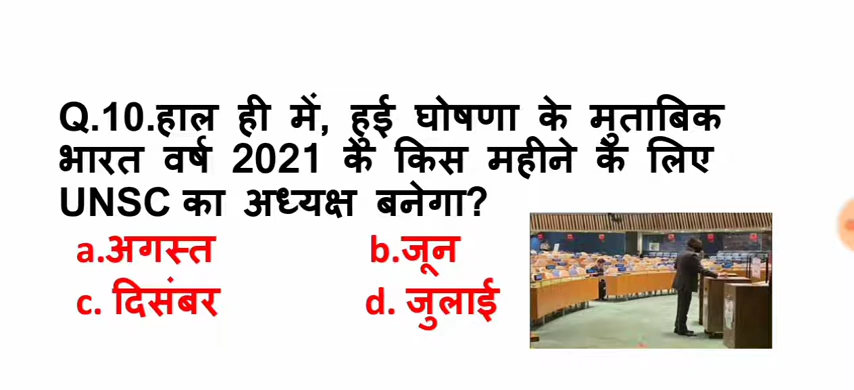 Q.10.हाल ही में, हुई घोषणा के मुताबिक
भारत वर्ष 2021 के किस महीने के लिए
UNSC का अध्यक्ष बनेगा?
a.अगस्त b.जून
c. दिसंबर d. जुलाई